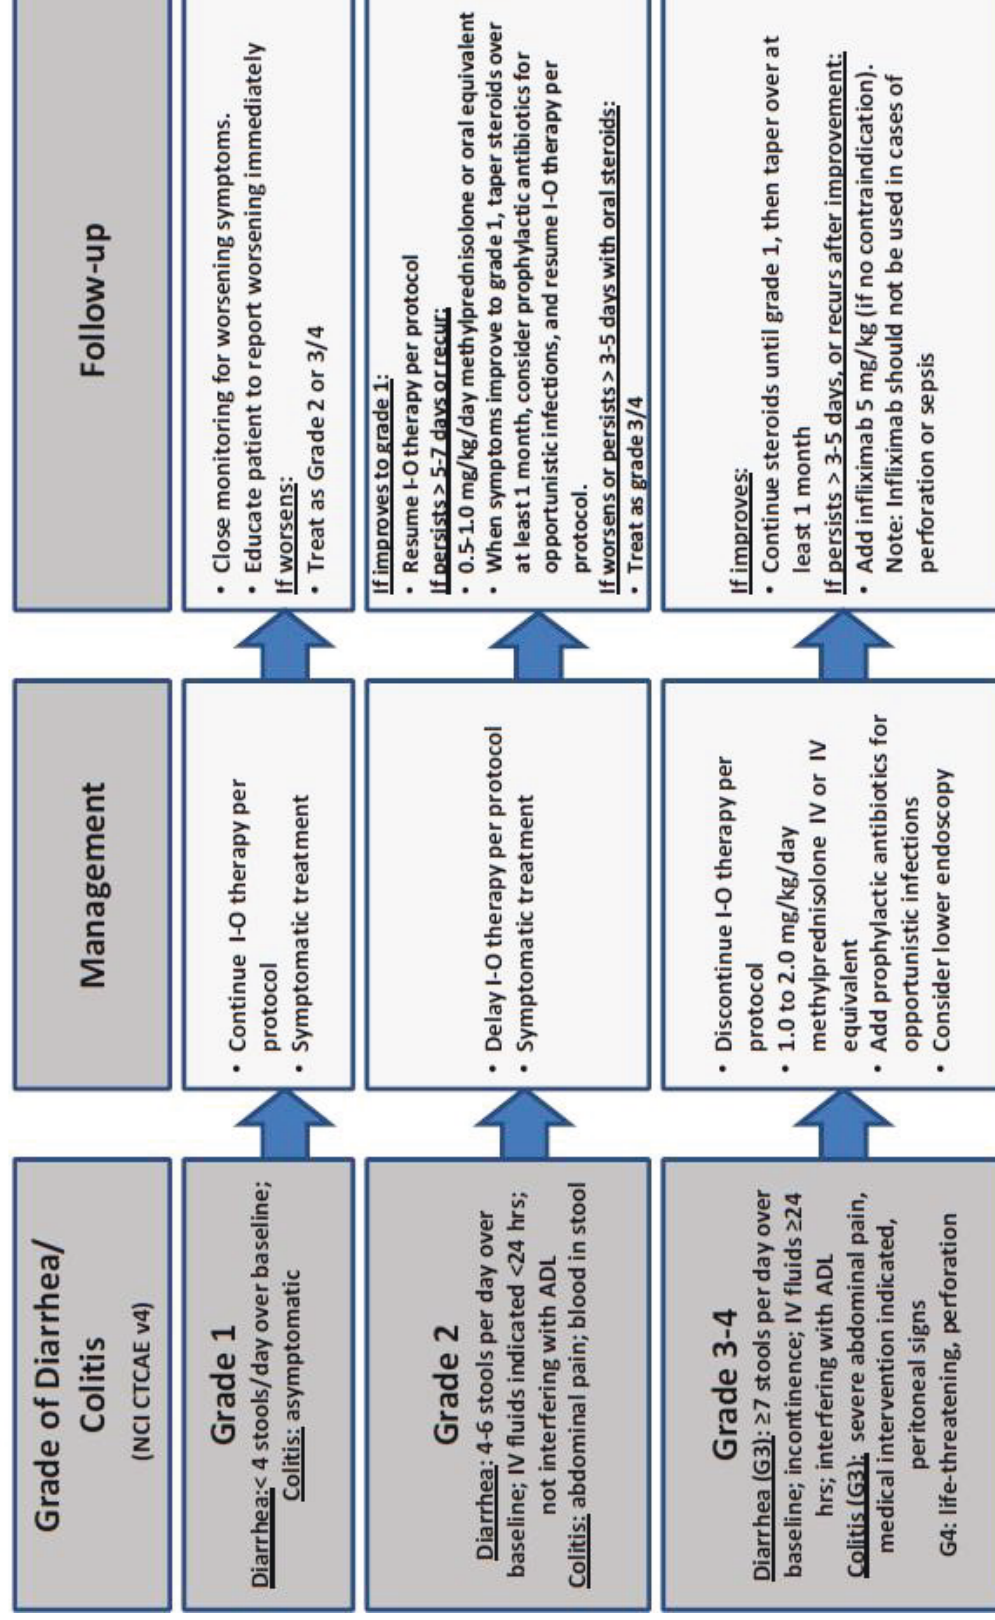 Grade of Diarrhea/
Colitis
(NCI CTCAE v4)
Management
Follow-up
Grade 1
Diarrhea:< 4 stools/day over baseline;
Colitis: asymptomatic
• Continue I-O therapy per
protocol
• Symptomatic treatment
• Close monitoring for worsening symptoms.
• Educate patient to report worsening immediately
If worsens:
• Treat as Grade 2 or 3/4
Grade 2
Diarrhea: 4-6 stools per day over
baseline; IV fluids indicated <24 hrs;
not interfering with ADL
Colitis: abdominal pain; blood in stool
• Delay I-O therapy per protocol
• Symptomatic treatment
If improves to grade 1:
• Resume I-O therapy per protocol
If persists > 5-7 days or recur:
• 0.5-1.0 mg/kg/day methylprednisolone or oral equivalent
• When symptoms improve to grade 1, taper steroids over
at least 1 month, consider prophylactic antibiotics for
opportunistic infections, and resume I-O therapy per
protocol.
If worsens or persists > 3-5 days with oral steroids:
• Treat as grade 3/4
Grade 3-4
Diarrhea (G3): ≥7 stools per day over
baseline; incontinence; IV fluids ≥24
hrs; interfering with ADL
Colitis (G3): severe abdominal pain,
medical intervention indicated,
peritoneal signs
G4: life-threatening, perforation
• Discontinue I-O therapy per
protocol
• 1.0 to 2.0 mg/kg/day
methylprednisolone IV or IV
equivalent
• Add prophylactic antibiotics for
opportunistic infections
• Consider lower endoscopy
If improves:
• Continue steroids until grade 1, then taper over at
least 1 month
If persists > 3-5 days, or recurs after improvement:
• Add infliximab 5 mg/kg (if no contraindication).
Note: Infliximab should not be used in cases of
perforation or sepsis